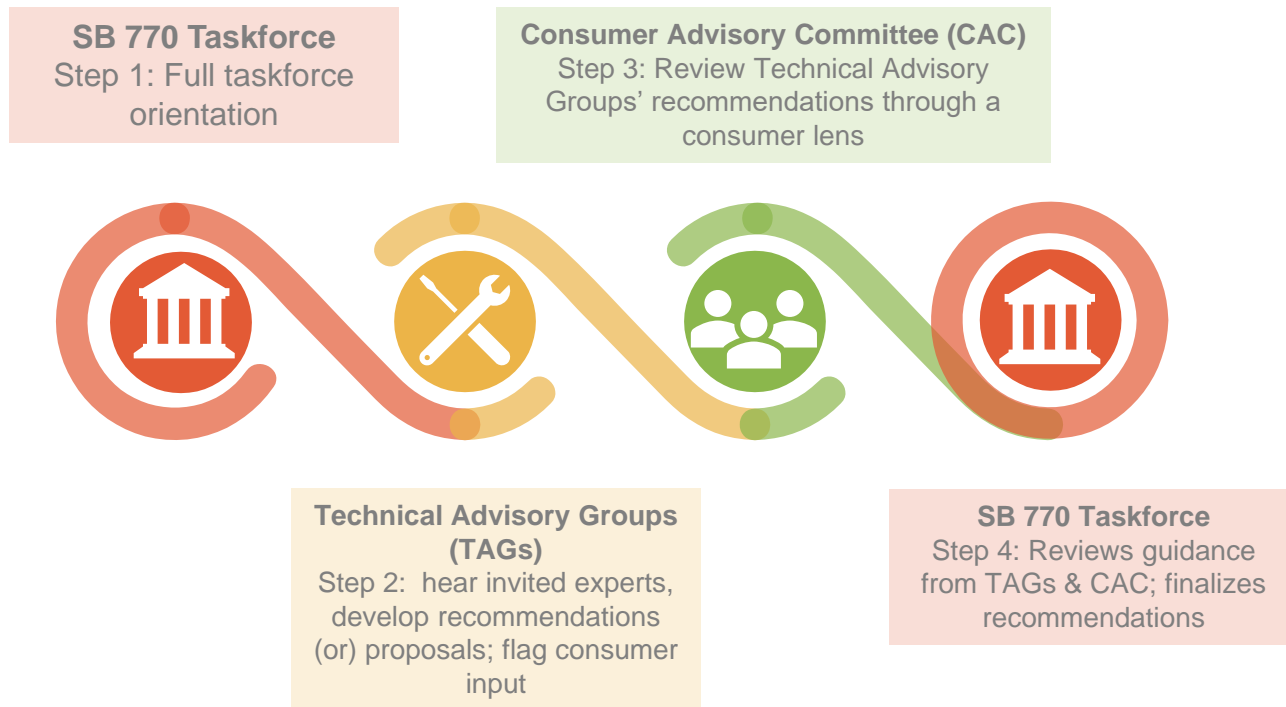 SB 770 Taskforce
Step 1: Full taskforce
orientation
Technical Advisory Groups
(TAGs)
Step 2: hear invited experts,
develop recommendations
(or) proposals; flag consumer
input
Consumer Advisory Committee (CAC)
Step 3: Review Technical Advisory
Groups’ recommendations through a
consumer lens
SB 770 Taskforce
Step 4: Reviews guidance
from TAGs & CAC; finalizes
recommendations